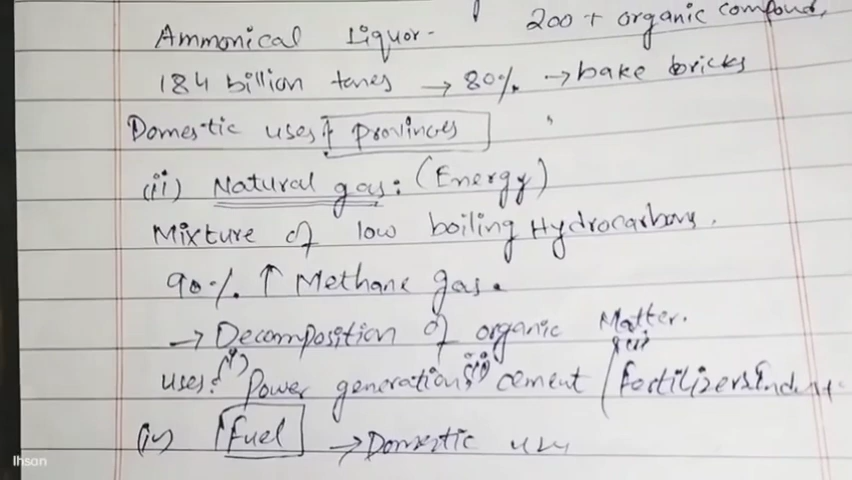 200 + organic compound,
Ammonical Liquor-
184 billion tones → 80%. → bake bricks
Domestic uses provinces
(ii) Natural gas: (Energy)
Mixture of low boiling Hydrocarbons.
90%. ↑ Methane gas.
→ Decomposition of organic Matter.
uses: (i) Power generation (ii) cement / (iii) Fertilizers
(iv) Fuel → Domestic use
Ihsan